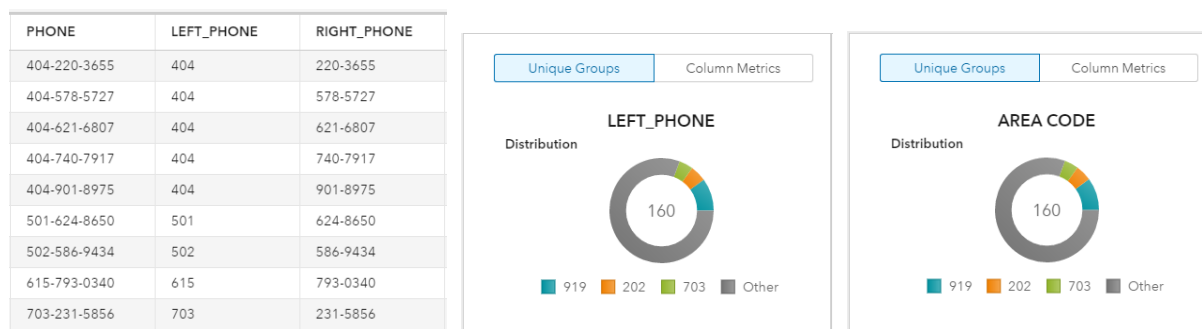 PHONE LEFT_PHONE RIGHT_PHONE
404-220-3655 404 220-3655
404-578-5727 404 578-5727
404-621-6807 404 621-6807
404-740-7917 404 740-7917
404-901-8975 404 901-8975
501-624-8650 501 624-8650
502-586-9434 502 586-9434
615-793-0340 615 793-0340
703-231-5856 703 231-5856
Unique Groups Column Metrics
LEFT_PHONE
Distribution
160
919 202 703 Other
Unique Groups Column Metrics
AREA CODE
Distribution
160
919 202 703 Other